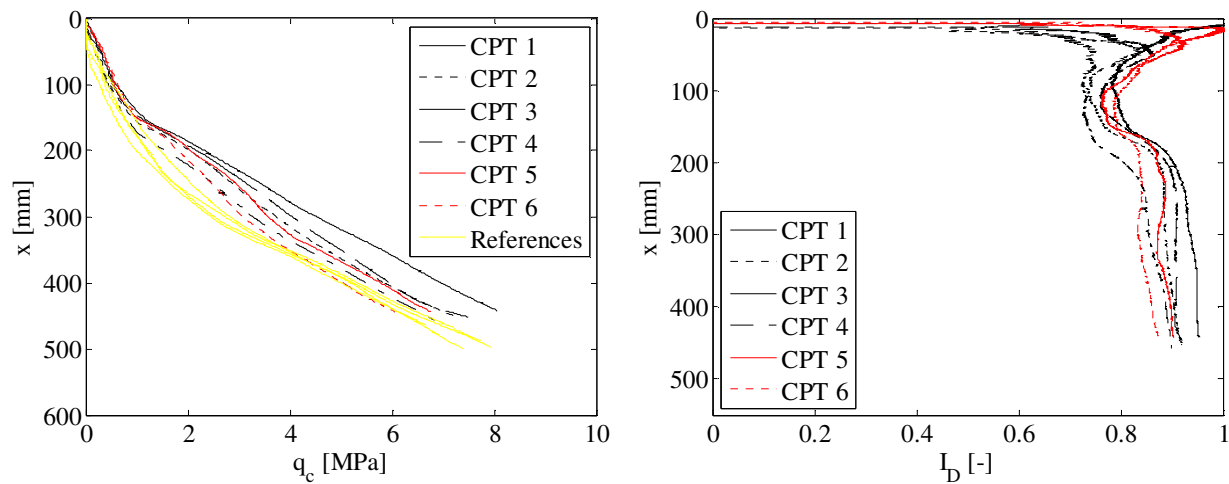 0
100
200
300
400
500
600
x [mm]
0 2 4 6 8 10
q_c [MPa]
CPT 1
CPT 2
CPT 3
CPT 4
CPT 5
CPT 6
References
0
100
200
300
400
500
x [mm]
0 0.2 0.4 0.6 0.8 1
I_D [-]
CPT 1
CPT 2
CPT 3
CPT 4
CPT 5
CPT 6